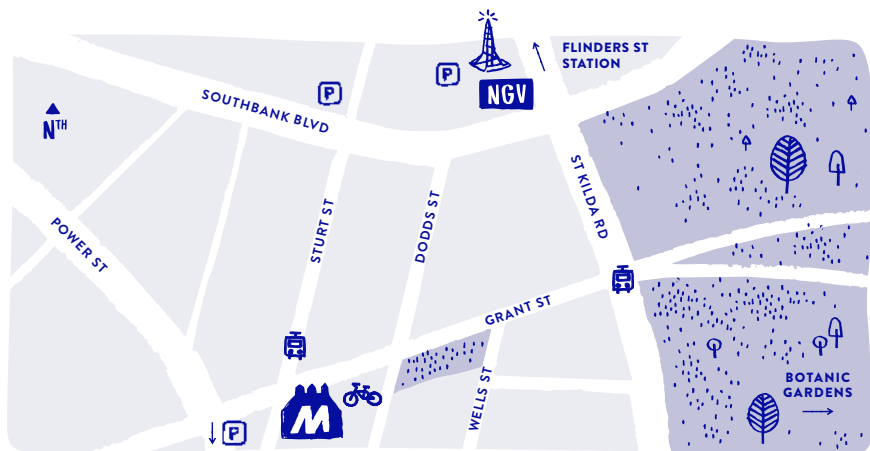 FLINDERS ST
STATION
P
NGV
P
SOUTHBANK BLVD
NTH
ST KILDA RD
STURT ST
DODDS ST
POWER ST
GRANT ST
WELLS ST
BOTANIC
GARDENS
M
P